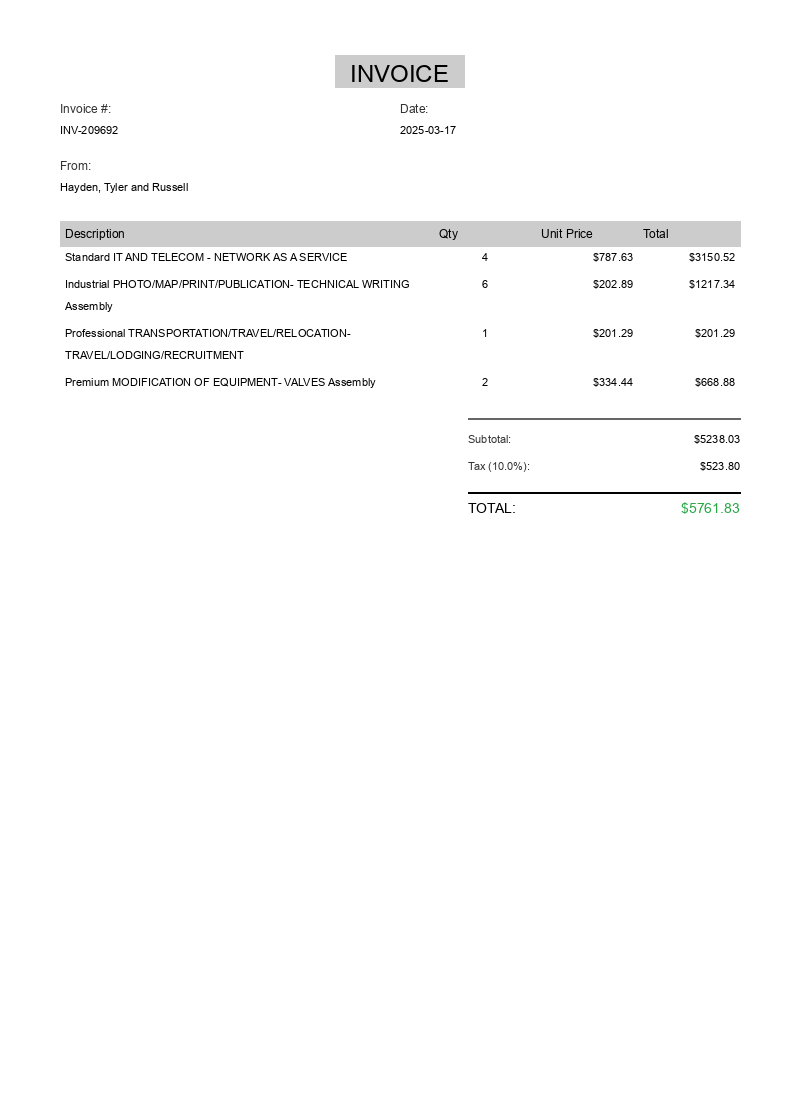 INVOICE
Invoice #: Date:
INV-209692 2025-03-17
From:
Hayden, Tyler and Russell
Description Qty Unit Price Total
Standard IT AND TELECOM - NETWORK AS A SERVICE 4 $787.63 $3150.52
Industrial PHOTO/MAP/PRINT/PUBLICATION- TECHNICAL WRITING 6 $202.89 $1217.34
Assembly
Professional TRANSPORTATION/TRAVEL/RELOCATION- 1 $201.29 $201.29
TRAVEL/LODGING/RECRUITMENT
Premium MODIFICATION OF EQUIPMENT- VALVES Assembly 2 $334.44 $668.88
Subtotal: $5238.03
Tax (10.0%): $523.80
TOTAL: $5761.83